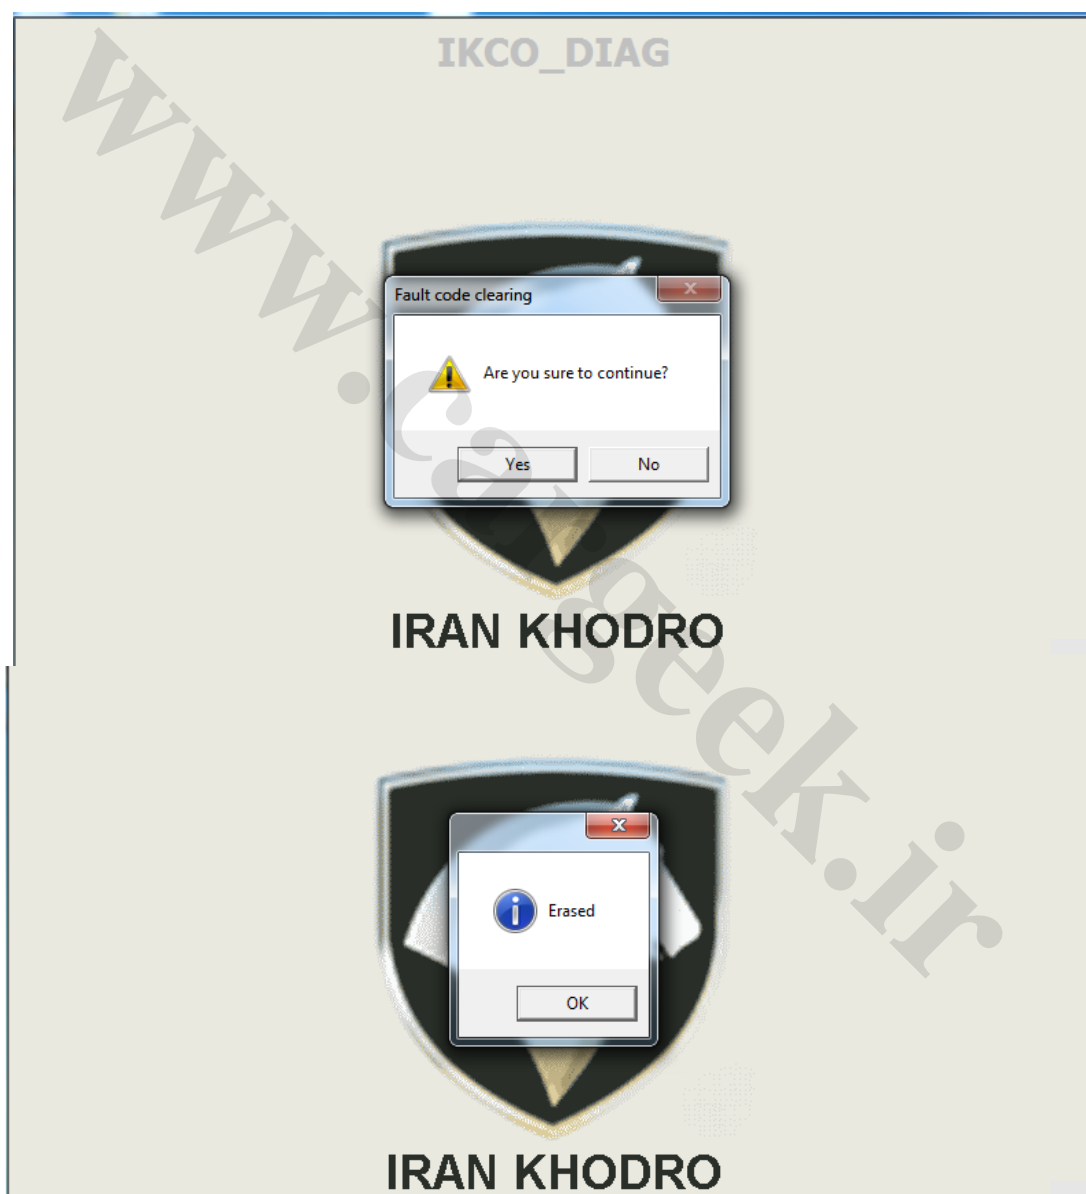 IKCO_DIAG
Fault code clearing
Are you sure to continue?
Yes No
IRAN KHODRO
Erased
OK
IRAN KHODRO
www.cargeek.ir